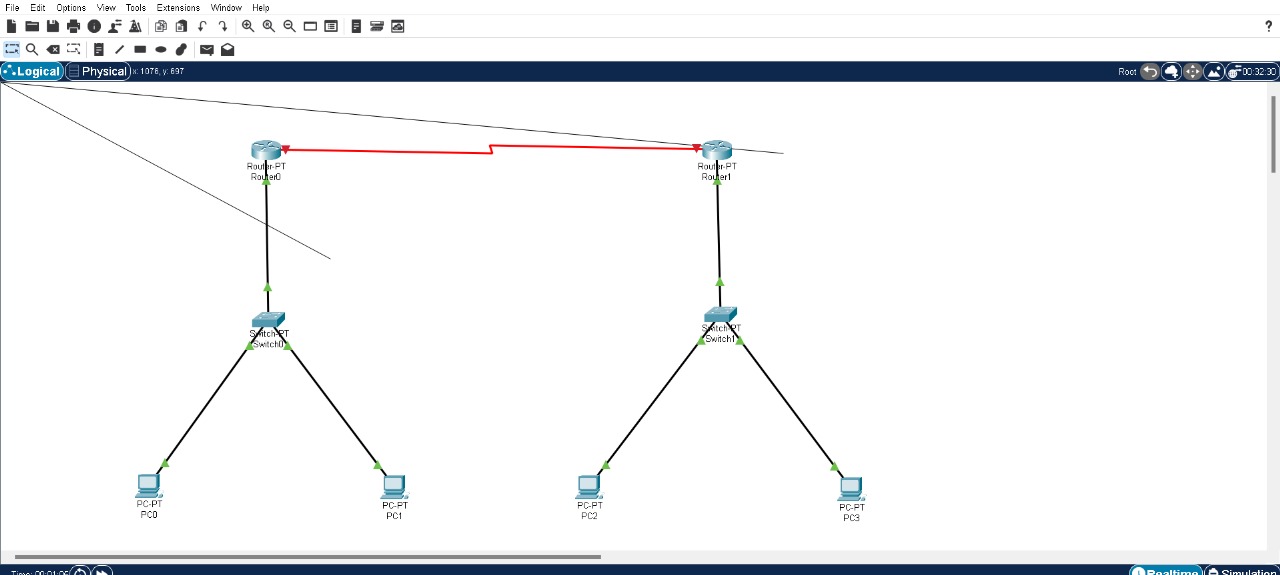 File Edit Options View Tools Extensions Window Help
?
Logical Physical x: 1076, y: 697 Root 00:32:30
Router-PT
Router0
Router-PT
Router1
Switch-PT
Switch0
Switch-PT
Switch1
PC-PT
PC0
PC-PT
PC1
PC-PT
PC2
PC-PT
PC3
Time: 00:01:06 Realtime Simulation